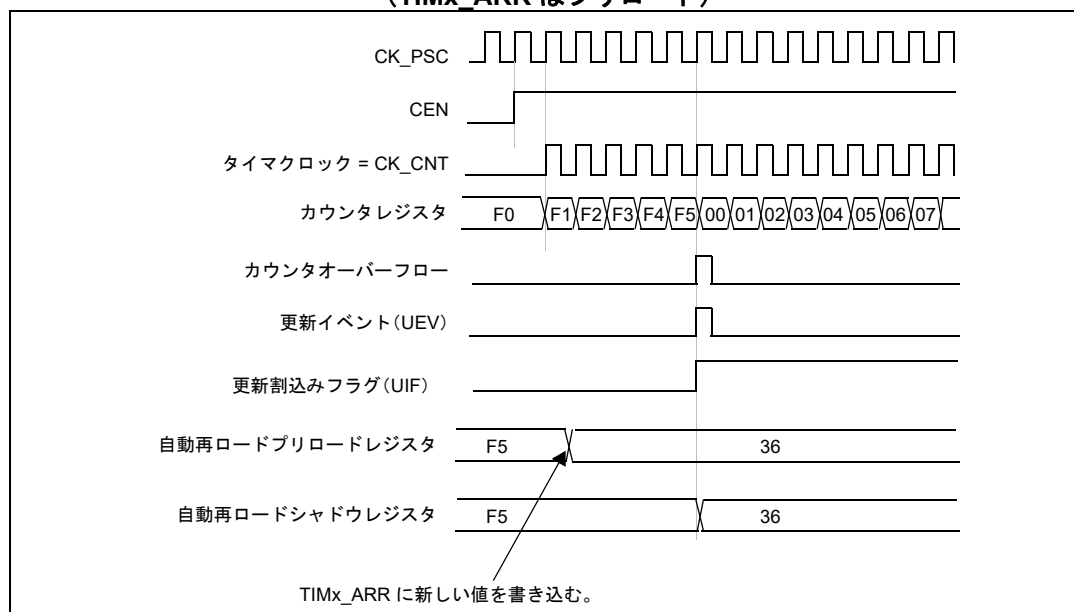 (TIMx_ARR はプリロード)
CK_PSC
CEN
タイマクロック = CK_CNT
カウンタレジスタ F0 F1 F2 F3 F4 F5 00 01 02 03 04 05 06 07
カウンタオーバーフロー
更新イベント(UEV)
更新割込みフラグ(UIF)
自動再ロードプリロードレジスタ F5 36
自動再ロードシャドウレジスタ F5 36
TIMx_ARR に新しい値を書き込む。